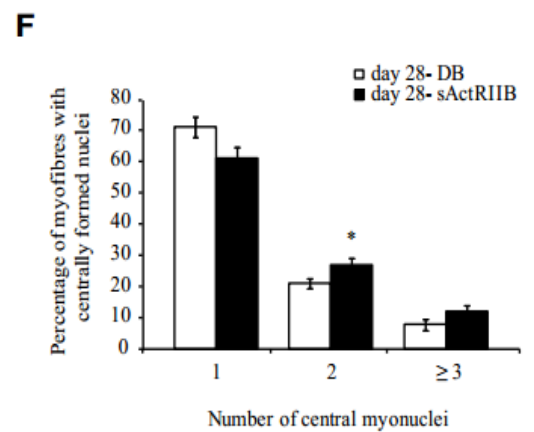 F
day 28- DB
day 28- sActRIIB
Percentage of myofibres with
centrally formed nuclei
80
70
60
50
40
30
20
10
0
*
1 2 ≥ 3
Number of central myonuclei